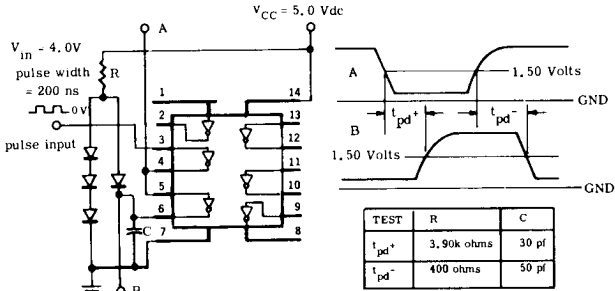 V_CC = 5.0 Vdc
A
V_in - 4.0V
pulse width
= 200 ns
0V
pulse input
R
1
2
3
4
5
6
7
14
13
12
11
10
9
8
C
B
A
1.50 Volts
GND
t_pd+
t_pd-
B
1.50 Volts
GND
TEST R C
t_pd+ 3.90k ohms 30 pf
t_pd- 400 ohms 50 pf